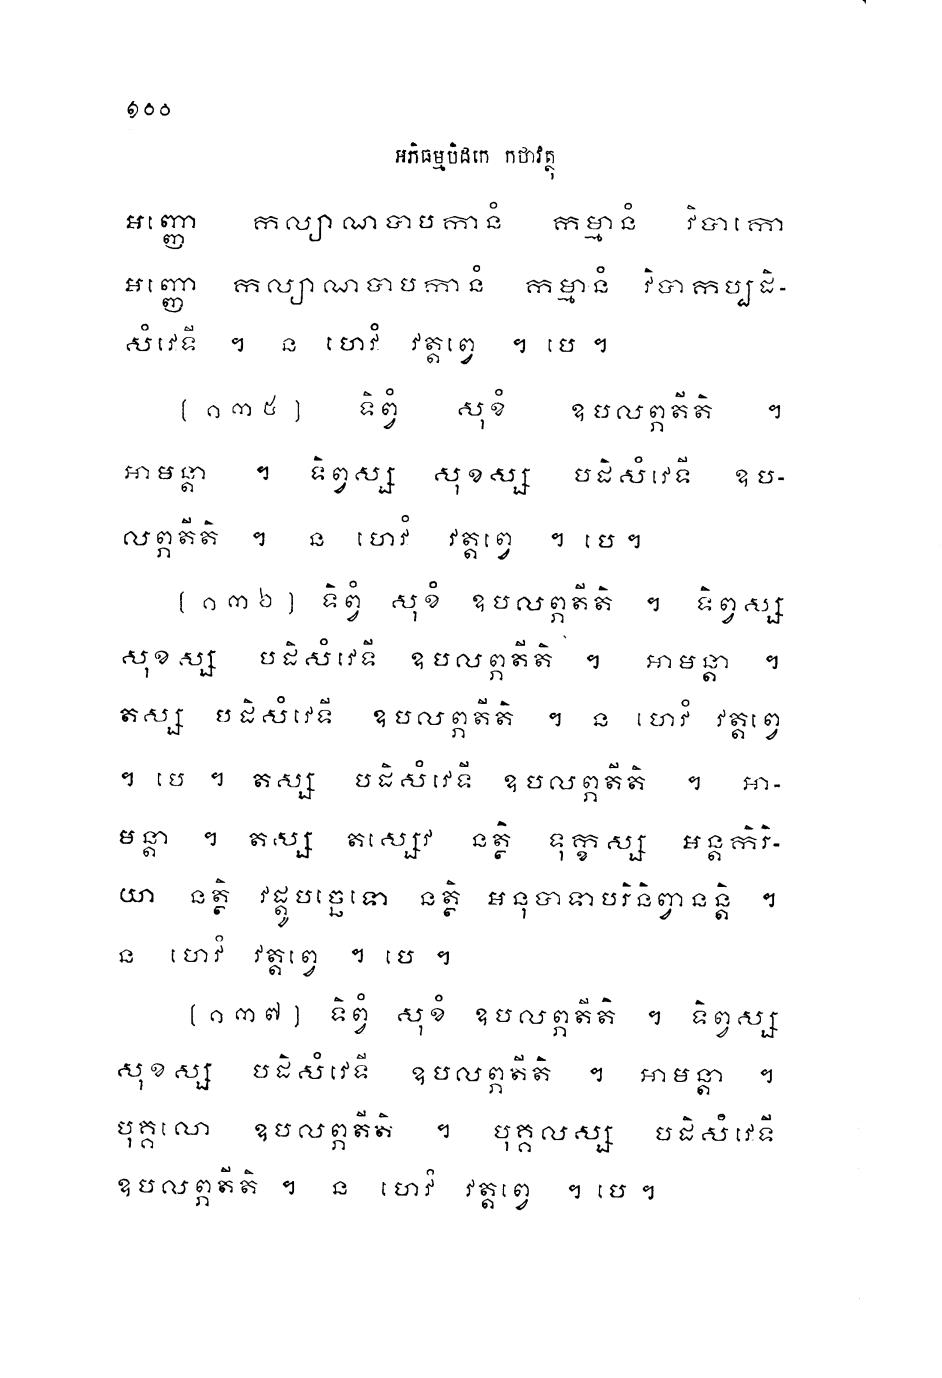 ១០០
អភិធម្មបិដកេ កថាវត្ថុ
អញ្ញោ កល្យាណបាបកានំ កម្មានំ វិបាកោ
អញ្ញោ កល្យាណបាបកានំ កម្មានំ វិបាកប្បដិ-
សំវេទី ។ ន ហេវំ វត្តព្វេ ។ បេ ។
[១៣៥] ទិព្វំ សុខំ ឧបលព្ភតីតិ ។
អាមន្តា ។ ទិព្វស្ស សុខស្ស បដិសំវេទី ឧប-
លព្ភតីតិ ។ ន ហេវំ វត្តព្វេ ។ បេ ។
[១៣៦] ទិព្វំ សុខំ ឧបលព្ភតីតិ ។ ទិព្វស្ស
សុខស្ស បដិសំវេទី ឧបលព្ភតីតិ ។ អាមន្តា ។
តស្ស បដិសំវេទី ឧបលព្ភតីតិ ។ ន ហេវំ វត្តព្វេ
។ បេ ។ តស្ស បដិសំវេទី ឧបលព្ភតីតិ ។ អា-
មន្តា ។ តស្ស តស្សេវ នត្ថិ ទុក្ខស្ស អន្តកិរិ-
យា នត្ថិ វដ្តូបច្ឆេទោ នត្ថិ អនុបាទាបរិនិព្វានន្តិ ។
ន ហេវំ វត្តព្វេ ។ បេ ។
[១៣៧] ទិព្វំ សុខំ ឧបលព្ភតីតិ ។ ទិព្វស្ស
សុខស្ស បដិសំវេទី ឧបលព្ភតីតិ ។ អាមន្តា ។
បុគ្គលោ ឧបលព្ភតីតិ ។ បុគ្គលស្ស បដិសំវេទី
ឧបលព្ភតីតិ ។ ន ហេវំ វត្តព្វេ ។ បេ ។